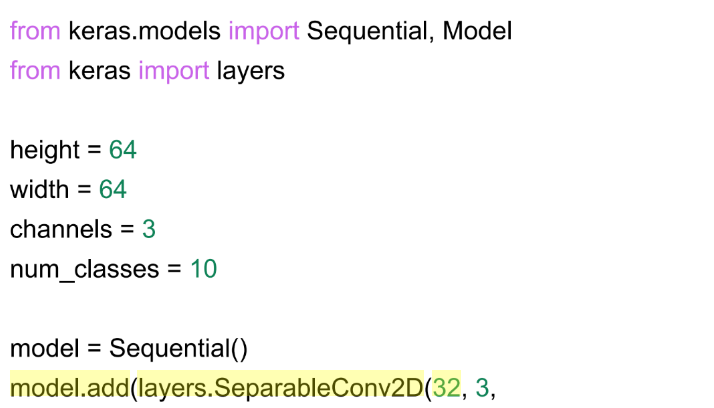 from keras.models import Sequential, Model
from keras import layers
height = 64
width = 64
channels = 3
num_classes = 10
model = Sequential()
model.add(layers.SeparableConv2D(32, 3,